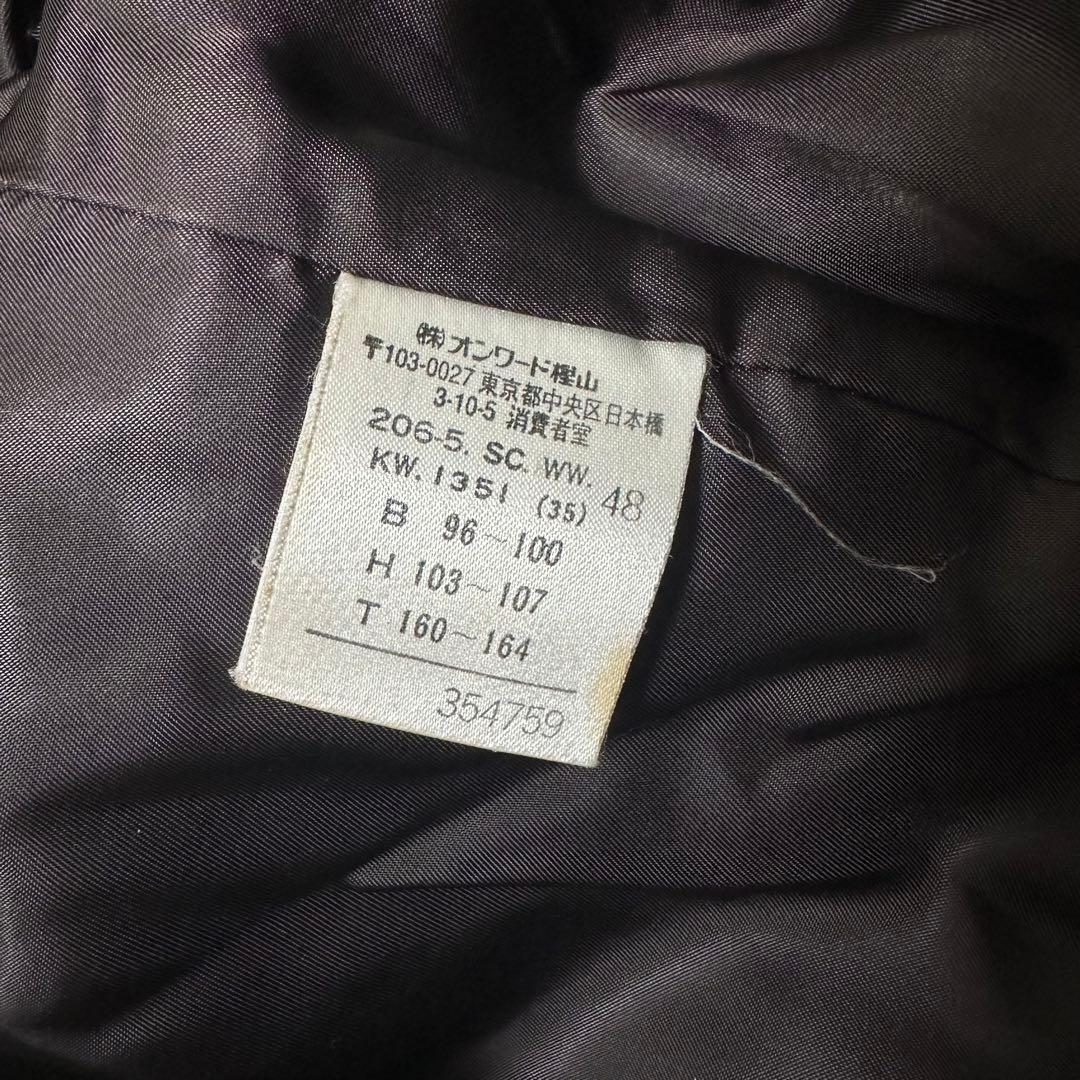 ㈱オンワード樫山
〒103-0027 東京都中央区日本橋
3-10-5 消費者室
206-5. SC. WW.
KW. 1351 (35) 48
B 96~100
H 103~107
T 160~164
354759